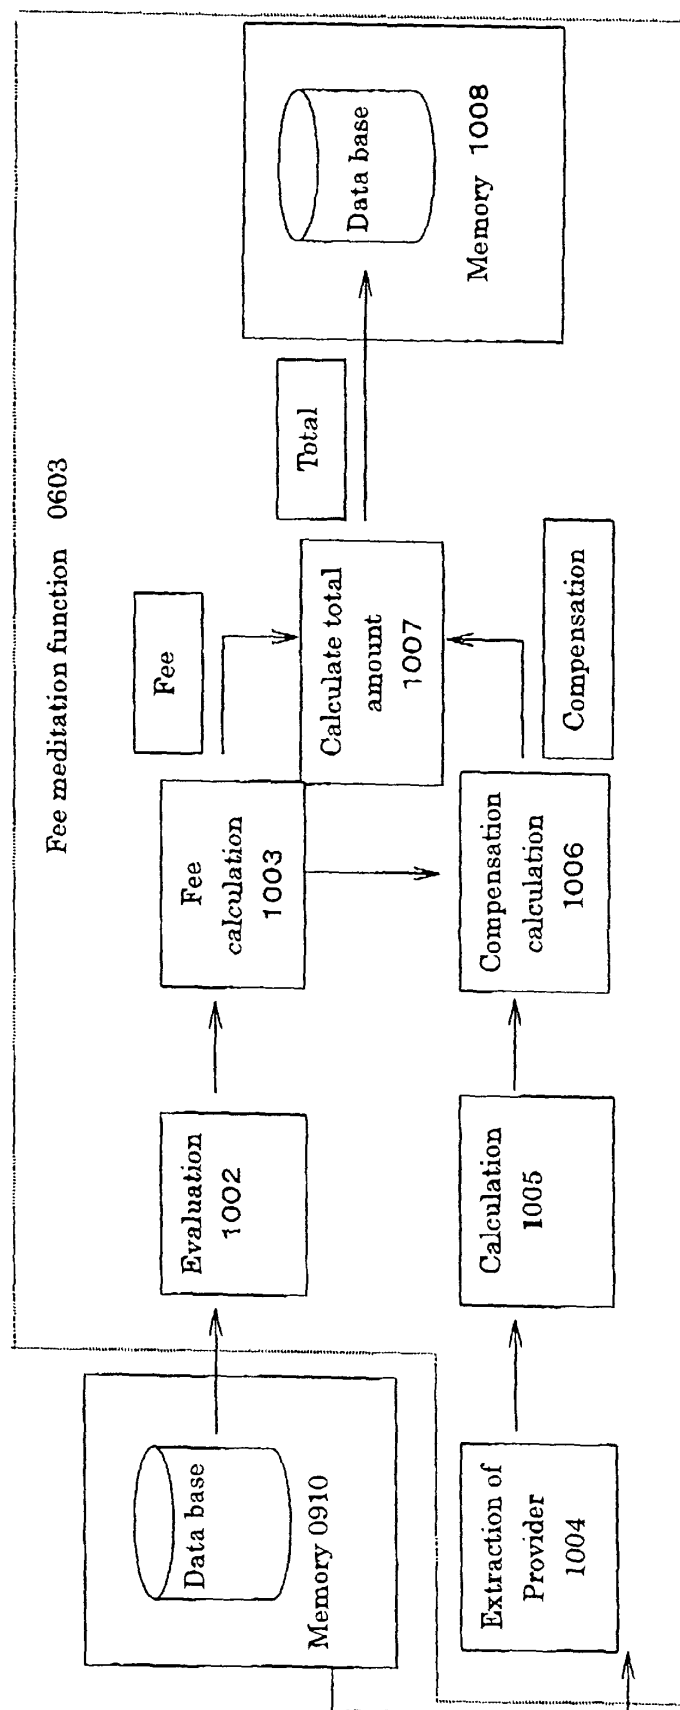 Fee meditation function 0603
Data base
Memory 0910
Evaluation
1002
Fee
calculation
1003
Fee
Calculate total
amount
1007
Total
Data base
Memory 1008
Extraction of
Provider
1004
Calculation
1005
Compensation
calculation
1006
Compensation